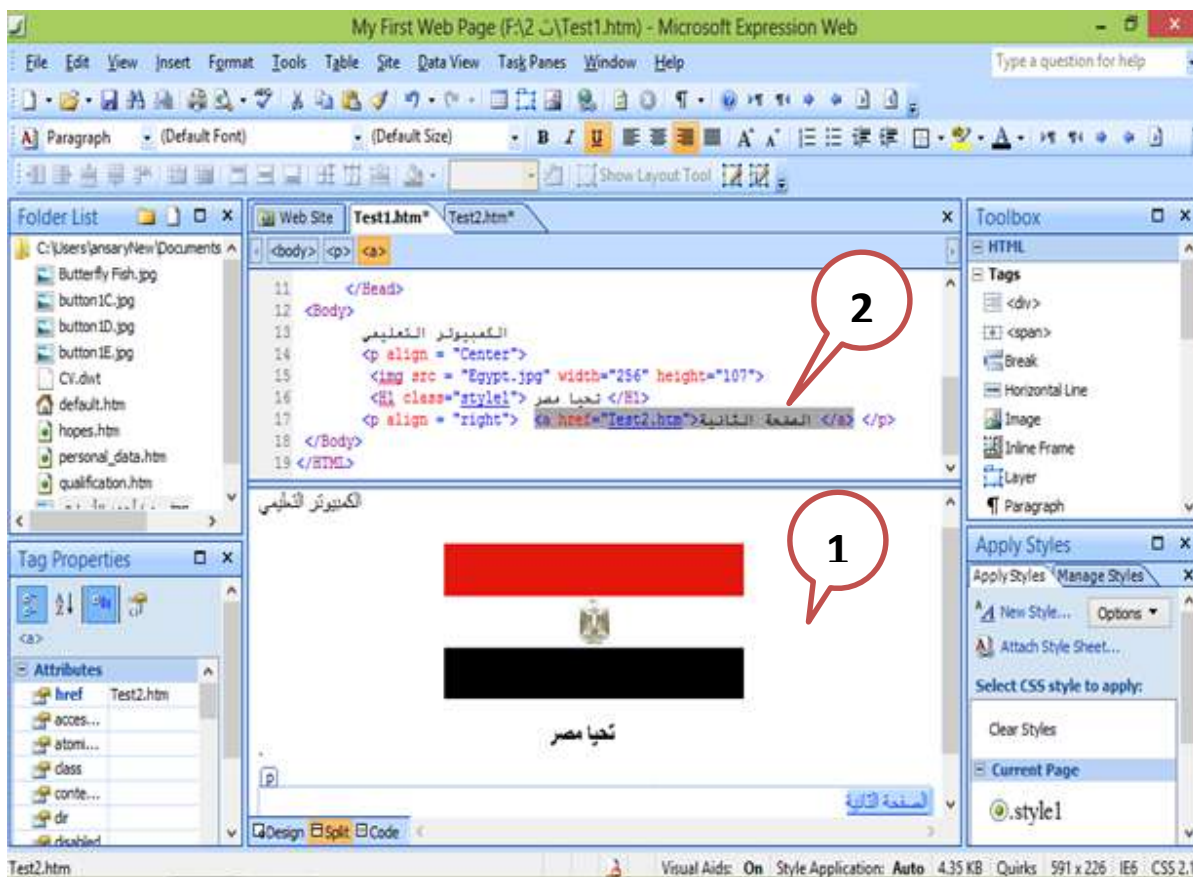 My First Web Page (F:\2 ث\Test1.htm) - Microsoft Expression Web
File Edit View Insert Format Tools Table Site Data View Task Panes Window Help
Type a question for help
Paragraph (Default Font) (Default Size) B I U A A A
Show Layout Tool
Folder List
C:\Users\ansaryNew\Documents
Butterfly Fish.jpg
button1C.jpg
button1D.jpg
button1E.jpg
CV.dwt
default.htm
hopes.htm
personal_data.htm
qualification.htm
Web Site Test1.htm* Test2.htm*
<body> <p> <a>
11 </Head>
12 <Body>
13 الكمبيوتر التعليمي
14 <p align = "Center">
15 <img src = "Egypt.jpg" width="256" height="107">
16 <H1 class="style1"> تحيا مصر </H1>
17 <p align = "right"> <a href="Test2.htm">الصفحة الثانية </a> </p>
18 </Body>
19 </HTML>
2
الكمبيوتر التعليمي
1
تحيا مصر
p
الصفحة الثانية
Design Split Code
Toolbox
HTML
Tags
<div>
<span>
Break
Horizontal Line
Image
Inline Frame
Layer
Paragraph
Tag Properties
<a>
Attributes
href Test2.htm
acces...
atomi...
class
conte...
dir
disabled
Apply Styles
Apply Styles Manage Styles
New Style... Options
Attach Style Sheet...
Select CSS style to apply:
Clear Styles
Current Page
.style1
Test2.htm
Visual Aids: On Style Application: Auto 4.35 KB Quirks 591 x 226 IE6 CSS 2.1